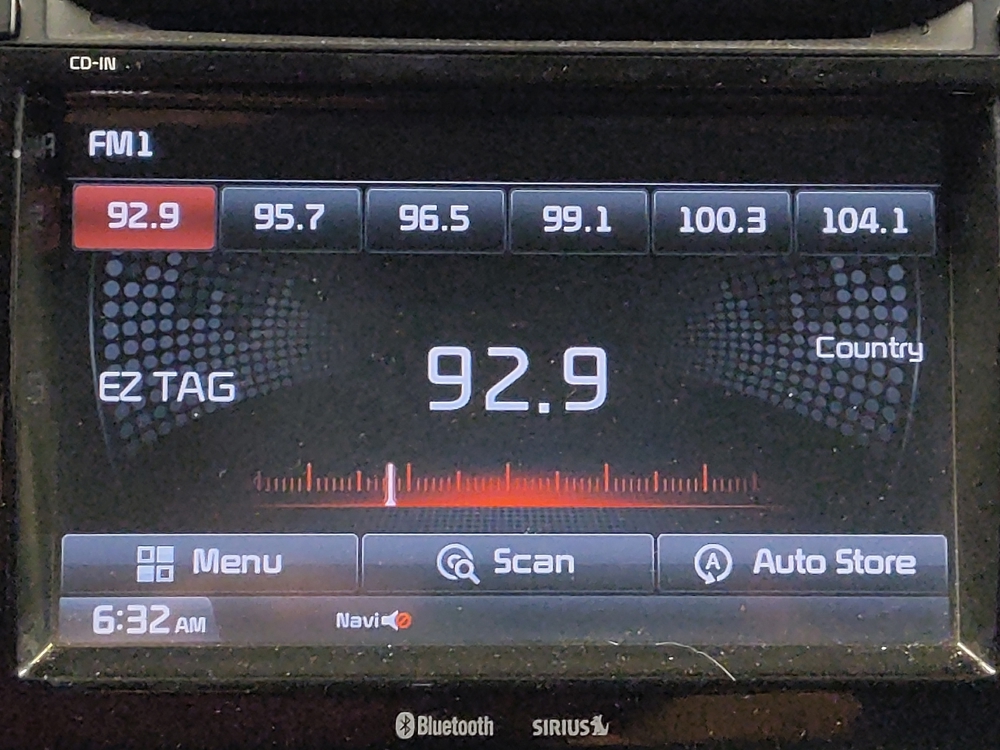 CD-IN
FM1
92.9 95.7 96.5 99.1 100.3 104.1
Country
92.9
EZ TAG
Menu Scan Auto Store
6:32 AM Navi
Bluetooth SIRIUS